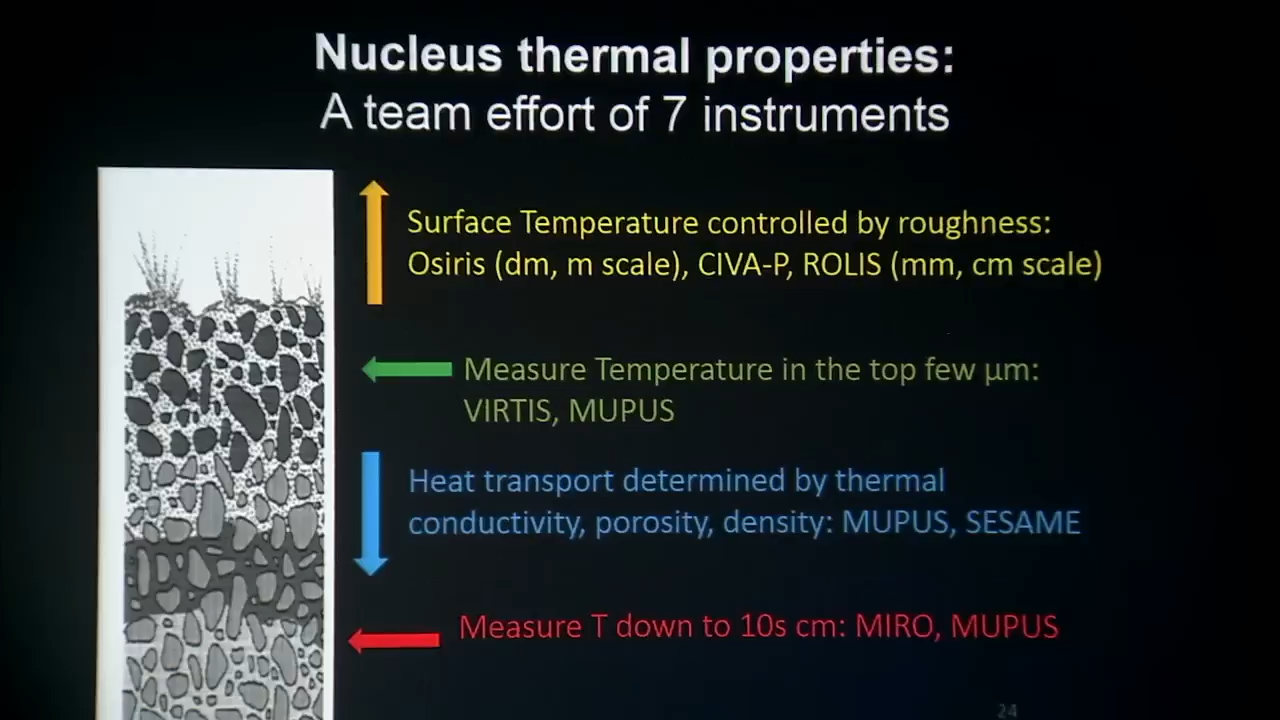 Nucleus thermal properties:
A team effort of 7 instruments
Surface Temperature controlled by roughness:
Osiris (dm, m scale), CIVA-P, ROLIS (mm, cm scale)
Measure Temperature in the top few µm:
VIRTIS, MUPUS
Heat transport determined by thermal
conductivity, porosity, density: MUPUS, SESAME
Measure T down to 10s cm: MIRO, MUPUS
24